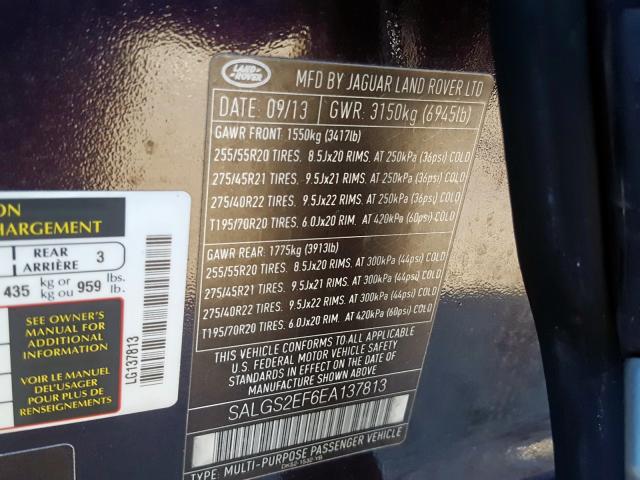 LAND ROVER
MFD BY JAGUAR LAND ROVER LTD
DATE: 09/13 GWR: 3150kg (6945lb)
GAWR FRONT: 1550kg (3417lb)
255/55R20 TIRES. 8.5Jx20 RIMS. AT 250kPa (36psi) COLD
275/45R21 TIRES. 9.5Jx21 RIMS. AT 250kPa (36psi) COLD
275/40R22 TIRES. 9.5Jx22 RIMS. AT 250kPa (36psi) COLD
T195/70R20 TIRES. 6.0Jx20 RIM. AT 420kPa (60psi) COLD
GAWR REAR: 1775kg (3913lb)
255/55R20 TIRES. 8.5Jx20 RIMS. AT 300kPa (44psi) COLD
275/45R21 TIRES. 9.5Jx21 RIMS. AT 300kPa (44psi) COLD
275/40R22 TIRES. 9.5Jx22 RIMS. AT 300kPa (44psi) COLD
T195/70R20 TIRES. 6.0Jx20 RIM. AT 420kPa (60psi) COLD
THIS VEHICLE CONFORMS TO ALL APPLICABLE
U.S. FEDERAL MOTOR VEHICLE SAFETY
STANDARDS IN EFFECT ON THE DATE OF
MANUFACTURE SHOWN ABOVE
SALGS2EF6EA137813
TYPE: MULTI-PURPOSE PASSENGER VEHICLE
ON
HARGEMENT
REAR
ARRIÈRE 3
435 kg or
kg ou 959 lbs.
lb.
SEE OWNER'S
MANUAL FOR
ADDITIONAL
INFORMATION
VOIR LE MANUEL
DE L'USAGER
POUR PLUS DE
RENSEIGNEMENTS
LG137813